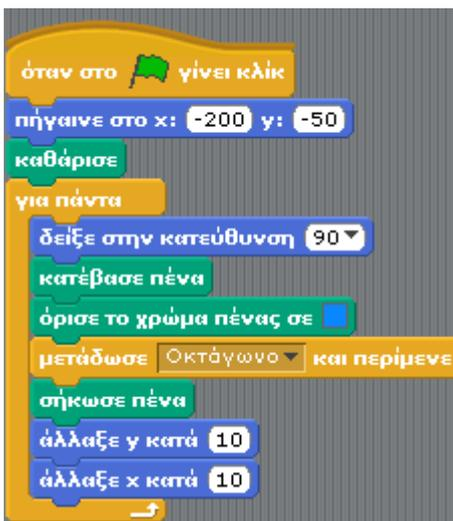 όταν στο γίνει κλίκ
πήγαινε στο x: -200 y: -50
καθάρισε
για πάντα
δείξε στην κατεύθυνση 90
κατέβασε πένα
όρισε το χρώμα πένας σε
μετάδωσε Οκτάγωνο και περίμενε
σήκωσε πένα
άλλαξε y κατά 10
άλλαξε x κατά 10